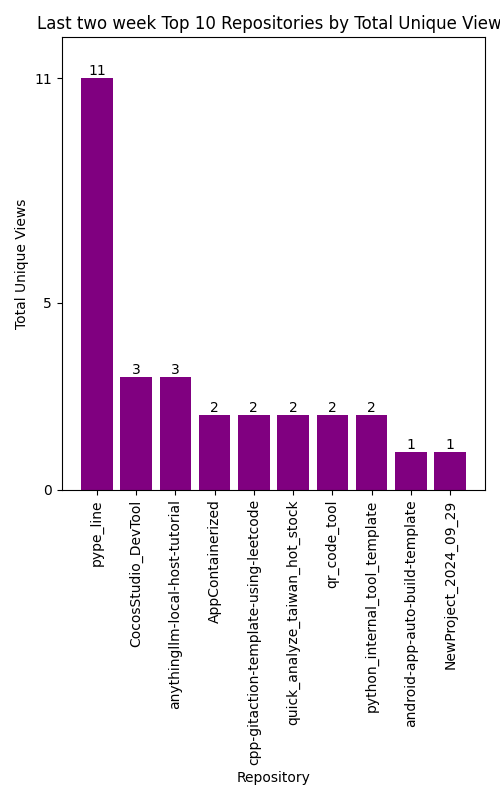 Last two week Top 10 Repositories by Total Unique View
11
5
0
Total Unique Views
11
3
3
2
2
2
2
2
1
1
pype_line
CocosStudio_DevTool
anythingllm-local-host-tutorial
AppContainerized
cpp-gitaction-template-using-leetcode
quick_analyze_taiwan_hot_stock
qr_code_tool
python_internal_tool_template
android-app-auto-build-template
NewProject_2024_09_29
Repository